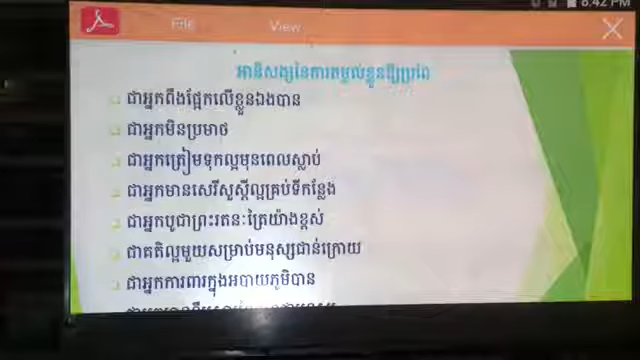 8:42 PM
File View
អានិសង្សនៃការតម្កល់ខ្លួនឱ្យប្រពៃ
ជាអ្នកពឹងផ្អែកលើខ្លួនឯងបាន
ជាអ្នកមិនប្រមាថ
ជាអ្នកត្រៀមទុកល្អមុនពេលស្លាប់
ជាអ្នកមានសេរីសួស្តីល្អគ្រប់ទីកន្លែង
ជាអ្នកបូជាព្រះរតនៈត្រៃយ៉ាងខ្ពស់
ជាគតិល្អមួយសម្រាប់មនុស្សជាន់ក្រោយ
ជាអ្នកការពារក្នុងអបាយភូមិបាន